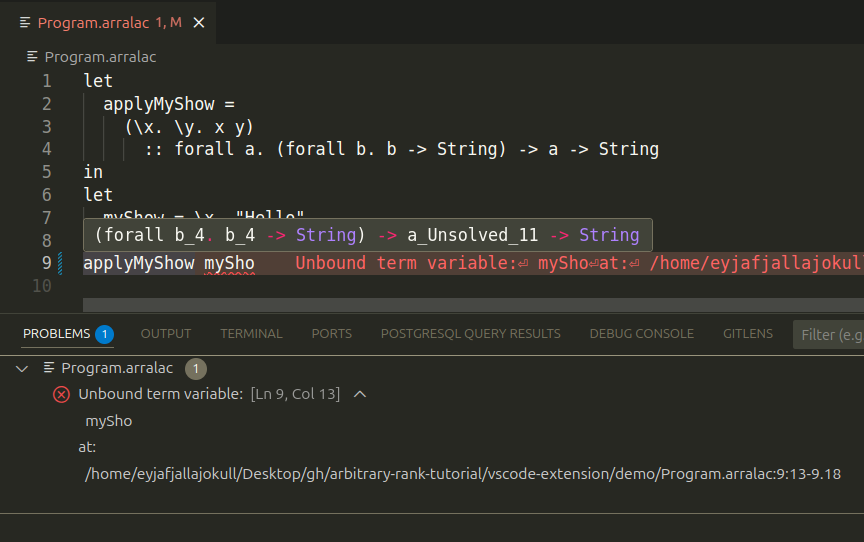 Program.arralac 1, M
Program.arralac
1 let
2 applyMyShow =
3 (\x. \y. x y)
4 :: forall a. (forall b. b -> String) -> a -> String
5 in
6 let
7 myShow = \x. "Hello"
(forall b_4. b_4 -> String) -> a_Unsolved_11 -> String
8
9 applyMyShow mySho Unbound term variable:⏎ mySho⏎at:⏎ /home/eyjafjallajokull
10
PROBLEMS 1 OUTPUT TERMINAL PORTS POSTGRESQL QUERY RESULTS DEBUG CONSOLE GITLENS Filter (e.g
Program.arralac 1
Unbound term variable: [Ln 9, Col 13]
mySho
at:
/home/eyjafjallajokull/Desktop/gh/arbitrary-rank-tutorial/vscode-extension/demo/Program.arralac:9:13-9.18